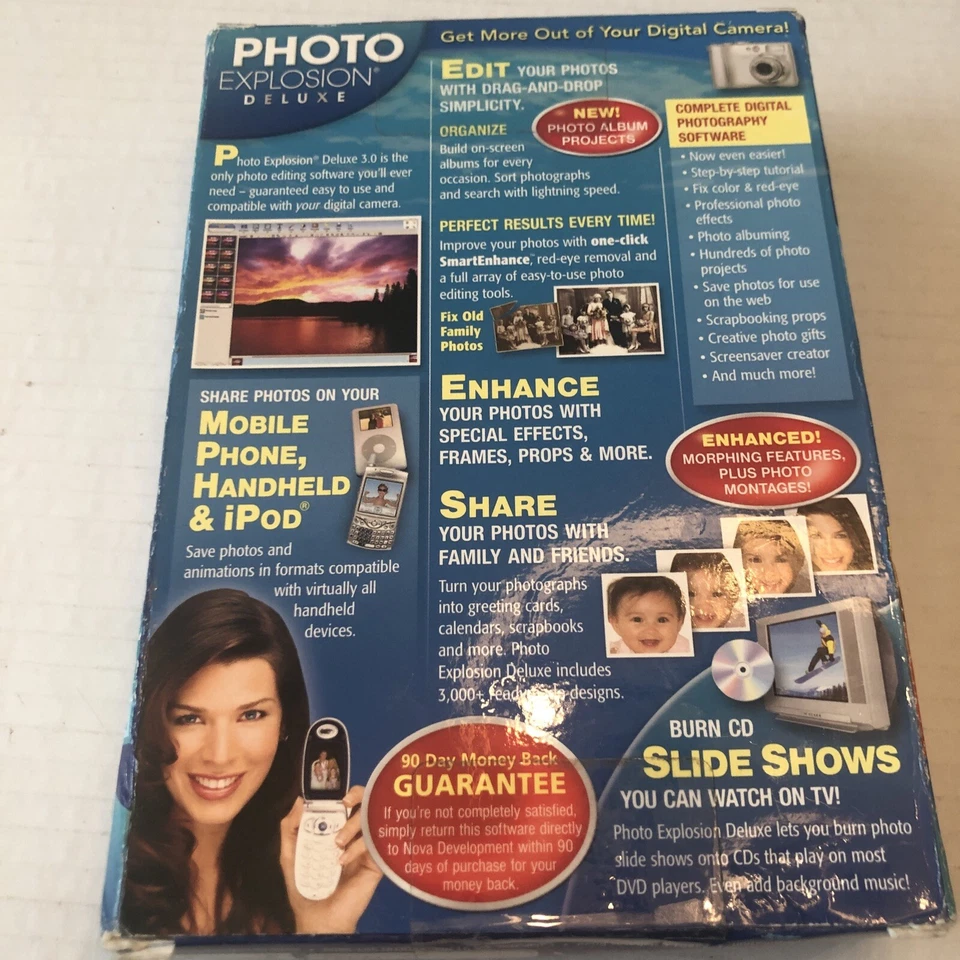 PHOTO
EXPLOSION®
DELUXE
Get More Out of Your Digital Camera!
Photo Explosion® Deluxe 3.0 is the
only photo editing software you'll ever
need – guaranteed easy to use and
compatible with your digital camera.
SHARE PHOTOS ON YOUR
MOBILE
PHONE,
HANDHELD
& iPOD®
Save photos and
animations in formats compatible
with virtually all
handheld
devices.
EDIT YOUR PHOTOS
WITH DRAG-AND-DROP
SIMPLICITY.
NEW!
PHOTO ALBUM
PROJECTS
ORGANIZE
Build on-screen
albums for every
occasion. Sort photographs
and search with lightning speed.
PERFECT RESULTS EVERY TIME!
Improve your photos with one-click
SmartEnhance,™ red-eye removal and
a full array of easy-to-use photo
editing tools.
Fix Old
Family
Photos
ENHANCE
YOUR PHOTOS WITH
SPECIAL EFFECTS,
FRAMES, PROPS & MORE.
SHARE
YOUR PHOTOS WITH
FAMILY AND FRIENDS.
Turn your photographs
into greeting cards,
calendars, scrapbooks
and more. Photo
Explosion Deluxe includes
3,000+ ready-made designs.
COMPLETE DIGITAL
PHOTOGRAPHY
SOFTWARE
• Now even easier!
• Step-by-step tutorial
• Fix color & red-eye
• Professional photo
effects
• Photo albuming
• Hundreds of photo
projects
• Save photos for use
on the web
• Scrapbooking props
• Creative photo gifts
• Screensaver creator
• And much more!
ENHANCED!
MORPHING FEATURES,
PLUS PHOTO
MONTAGES!
90 Day Money Back
GUARANTEE
If you're not completely satisfied,
simply return this software directly
to Nova Development within 90
days of purchase for your
money back.
BURN CD
SLIDE SHOWS
YOU CAN WATCH ON TV!
Photo Explosion Deluxe lets you burn photo
slide shows onto CDs that play on most
DVD players. Even add background music!